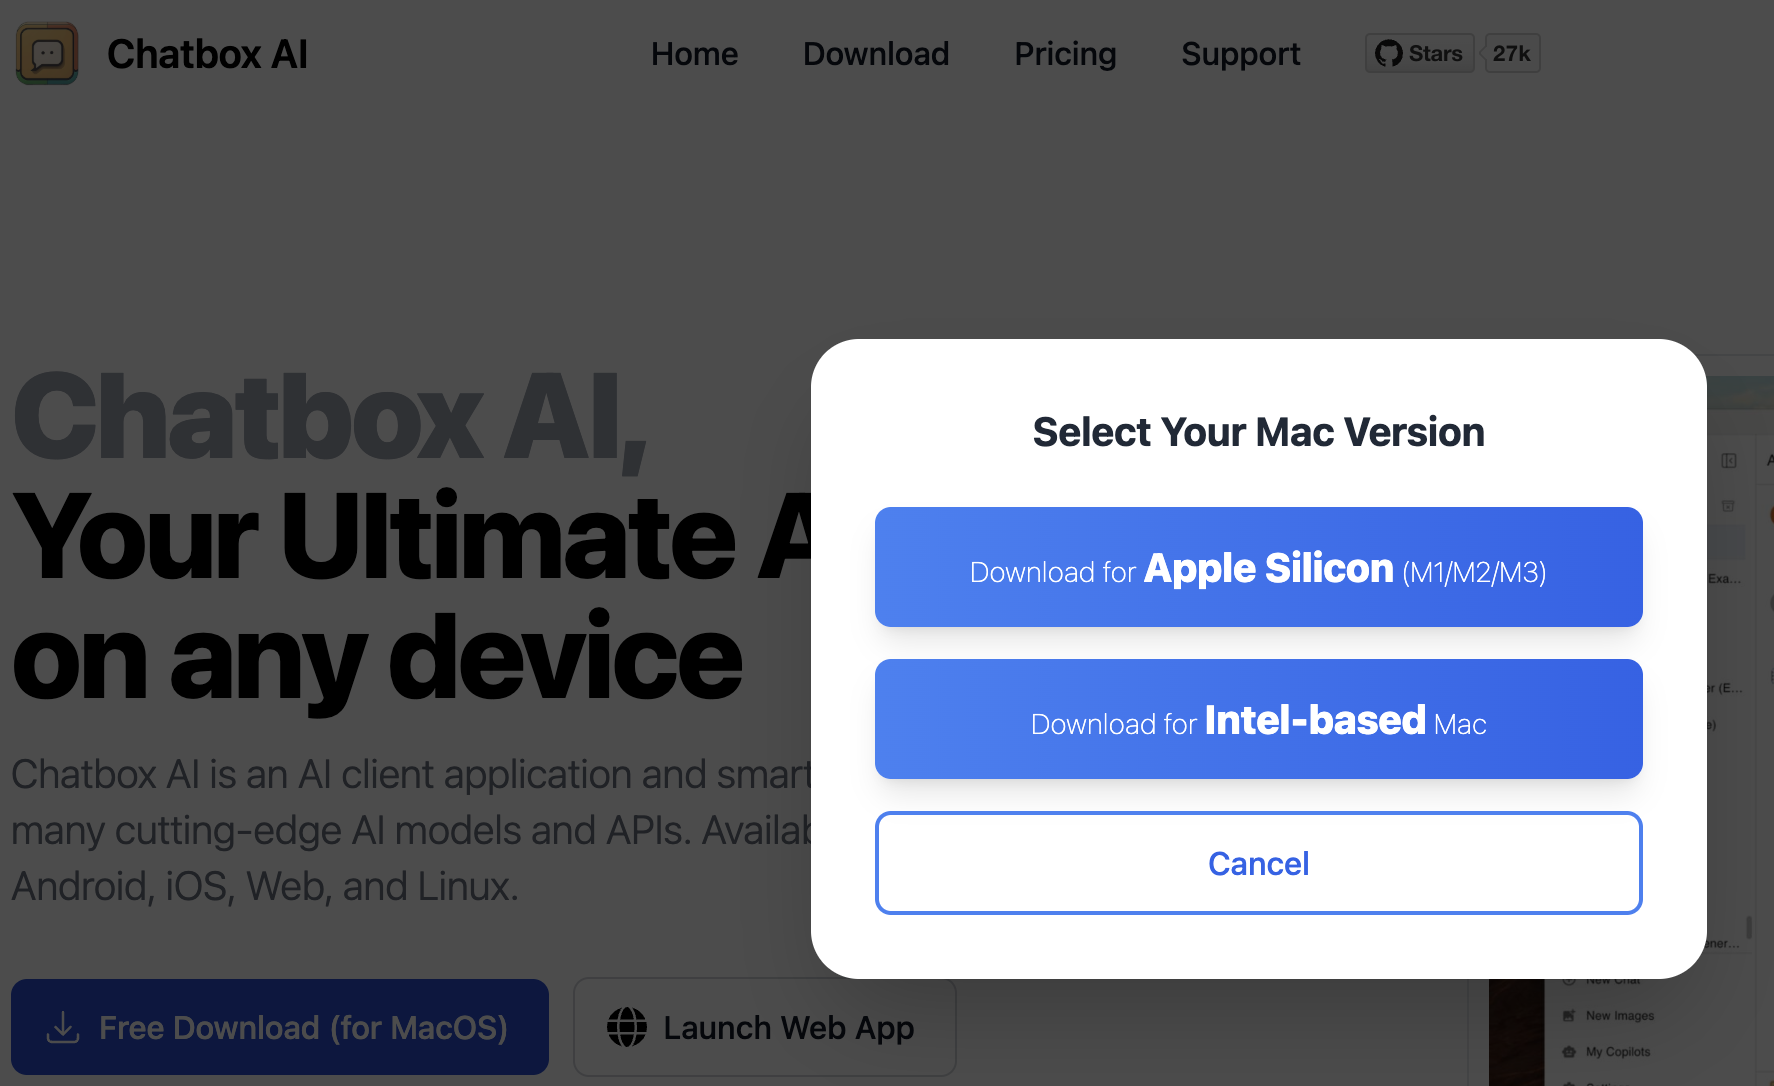 Chatbox AI
Home
Download
Pricing
Support
Stars
27k
Chatbox AI,
Your Ultimate A
on any device
Chatbox AI is an AI client application and smart
many cutting-edge AI models and APIs. Availab
Android, iOS, Web, and Linux.
Free Download (for MacOS)
Launch Web App
Select Your Mac Version
Download for Apple Silicon (M1/M2/M3)
Download for Intel-based Mac
Cancel
Exa...
r (E...
e)
ener...
New Chat
New Images
My Copilots